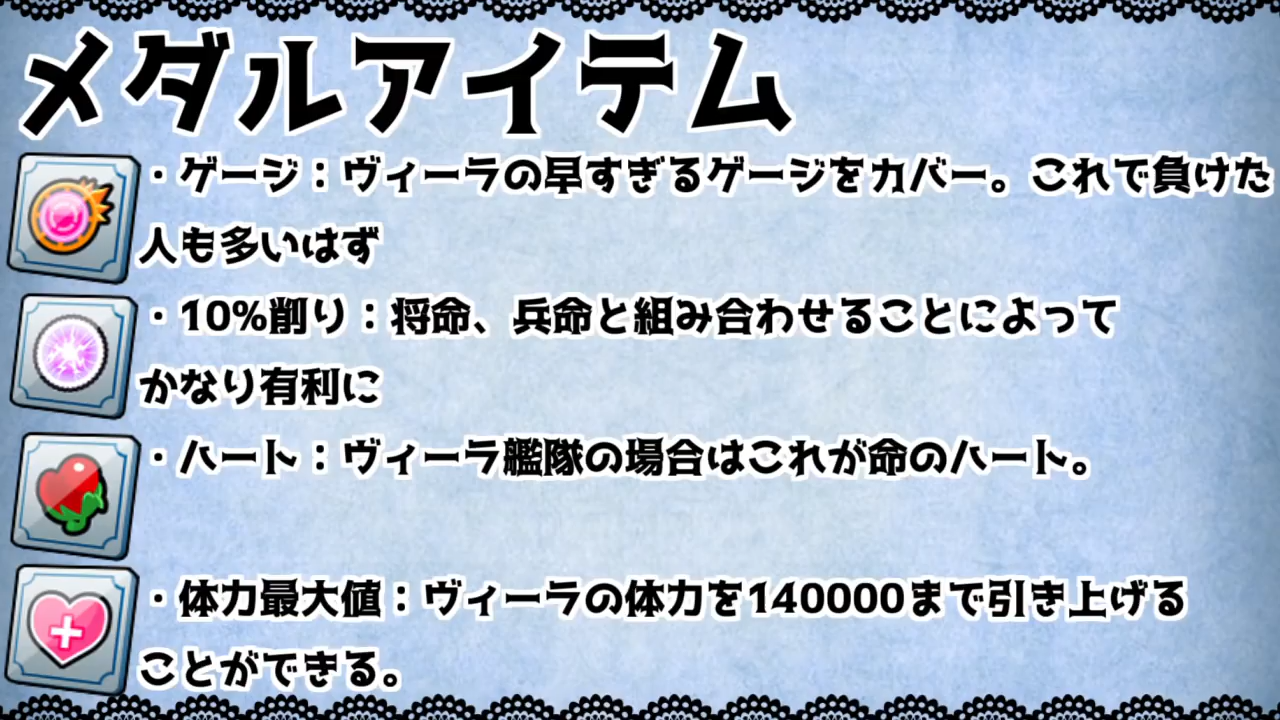 メダルアイテム
・ゲージ：ヴィーラの早すぎるゲージをカバー。これで負けた
人も多いはず
・10%削り：将命、兵命と組み合わせることによって
かなり有利に
・ハート：ヴィーラ艦隊の場合はこれが命のハート。
・体力最大値：ヴィーラの体力を140000まで引き上げる
ことができる。